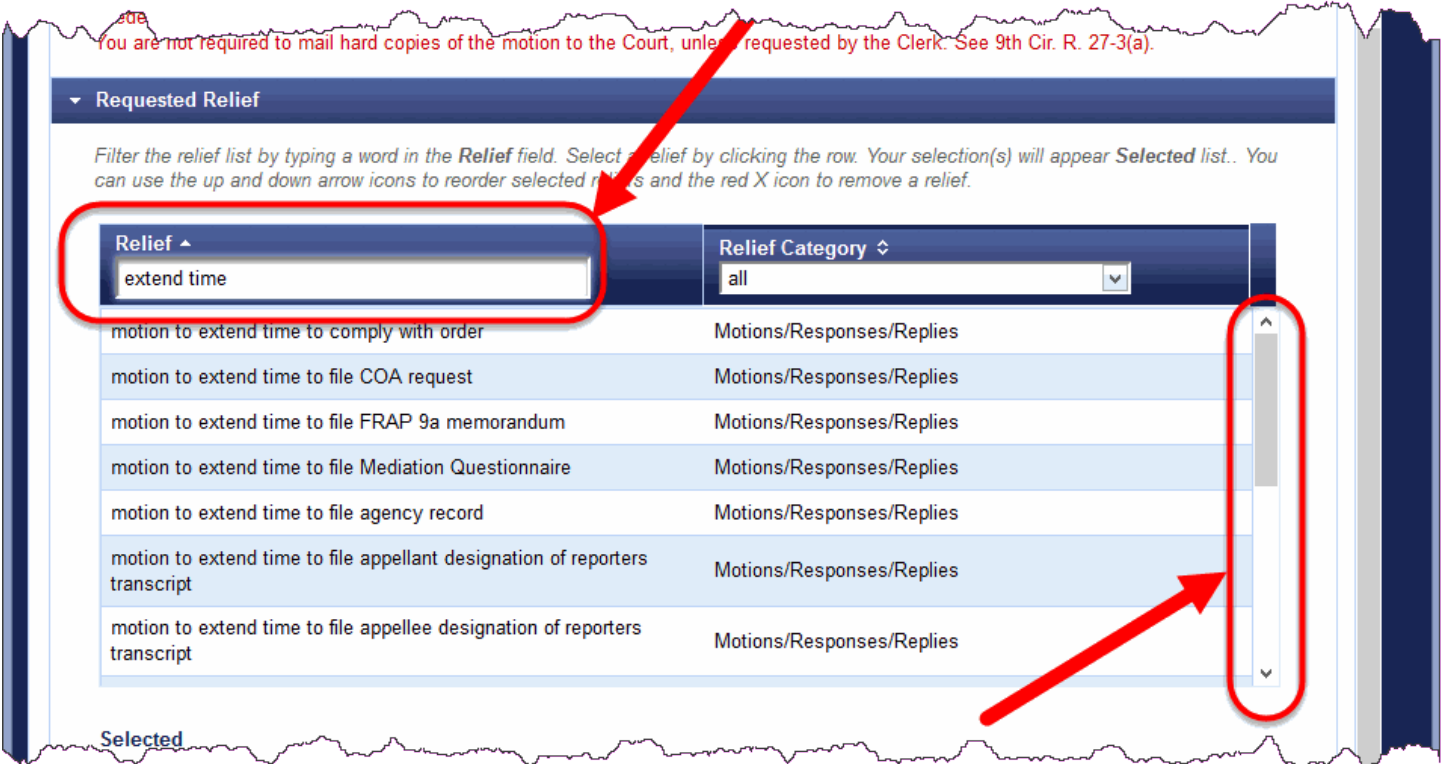 You are not required to mail hard copies of the motion to the Court, unless requested by the Clerk. See 9th Cir. R. 27-3(a).
Requested Relief
Filter the relief list by typing a word in the Relief field. Select a relief by clicking the row. Your selection(s) will appear Selected list.. You
can use the up and down arrow icons to reorder selected reliefs and the red X icon to remove a relief.
Relief
Relief Category
extend time
all
motion to extend time to comply with order Motions/Responses/Replies
motion to extend time to file COA request Motions/Responses/Replies
motion to extend time to file FRAP 9a memorandum Motions/Responses/Replies
motion to extend time to file Mediation Questionnaire Motions/Responses/Replies
motion to extend time to file agency record Motions/Responses/Replies
motion to extend time to file appellant designation of reporters
transcript Motions/Responses/Replies
motion to extend time to file appellee designation of reporters
transcript Motions/Responses/Replies
Selected